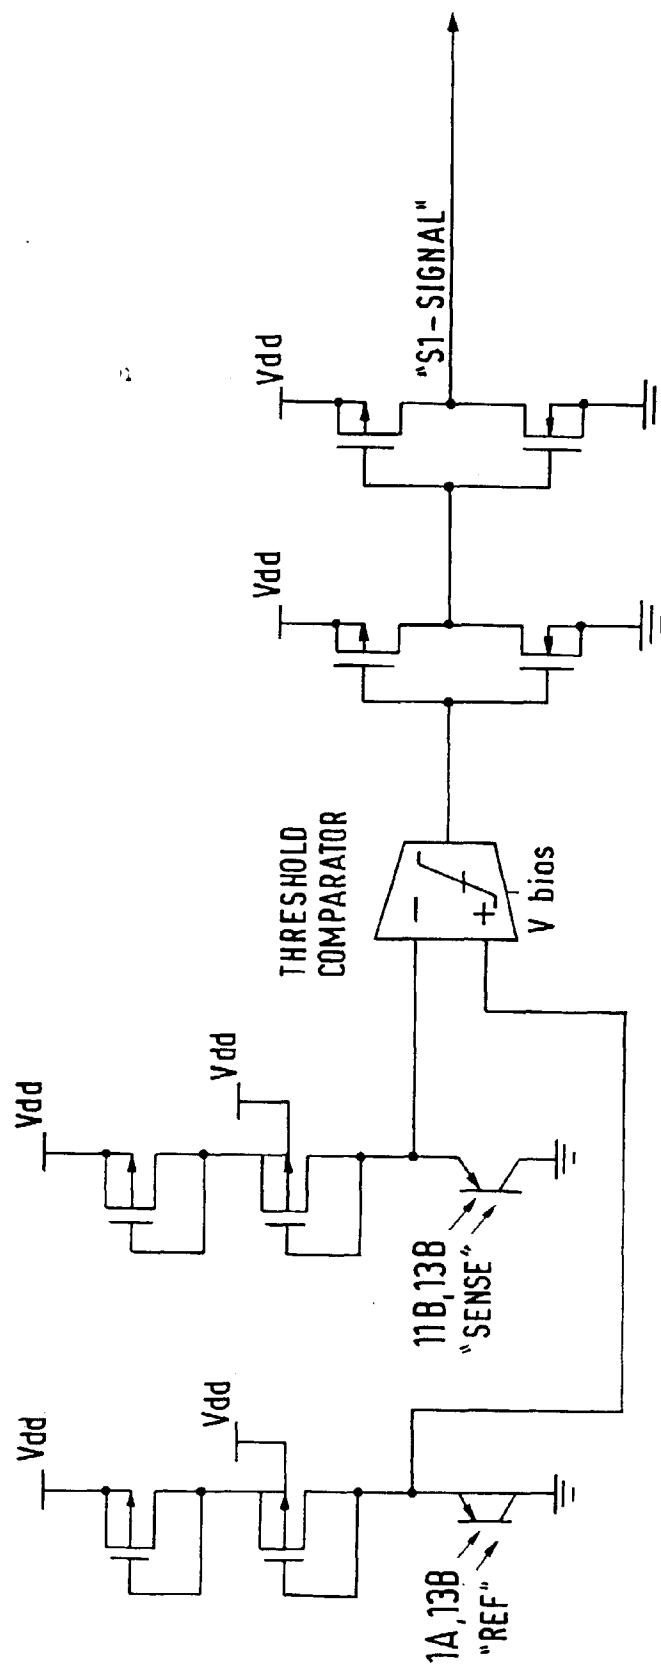 Vdd
Vdd
1A,13B
"REF"
Vdd
Vdd
11B,13B
"SENSE"
THRESHOLD
COMPARATOR
−
+
V bias
Vdd
Vdd
"S1-SIGNAL"